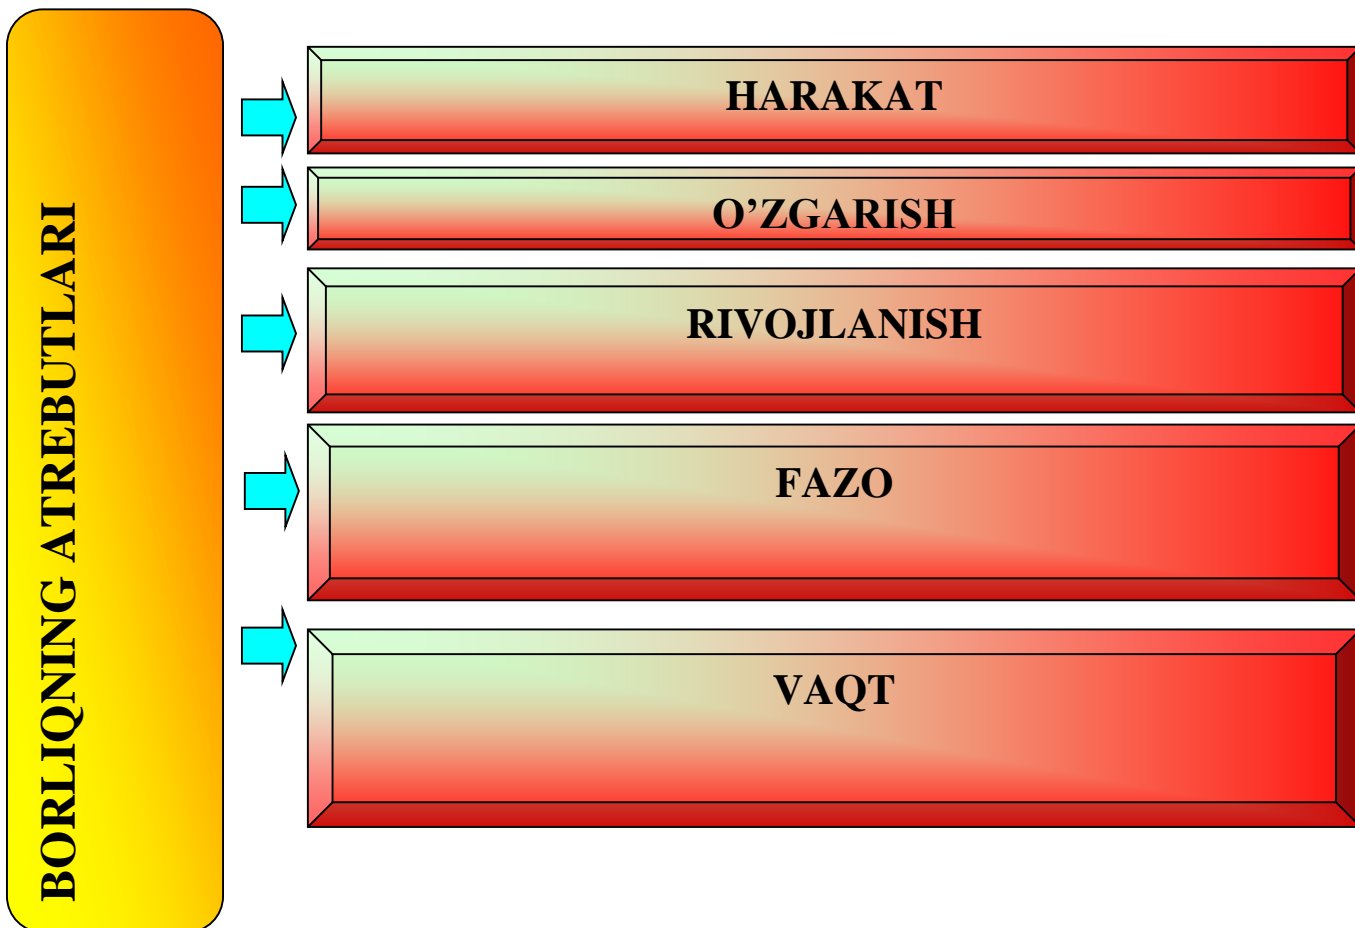 BORLIQNING ATREBUTLARI
HARAKAT
O’ZGARISH
RIVOJLANISH
FAZO
VAQT